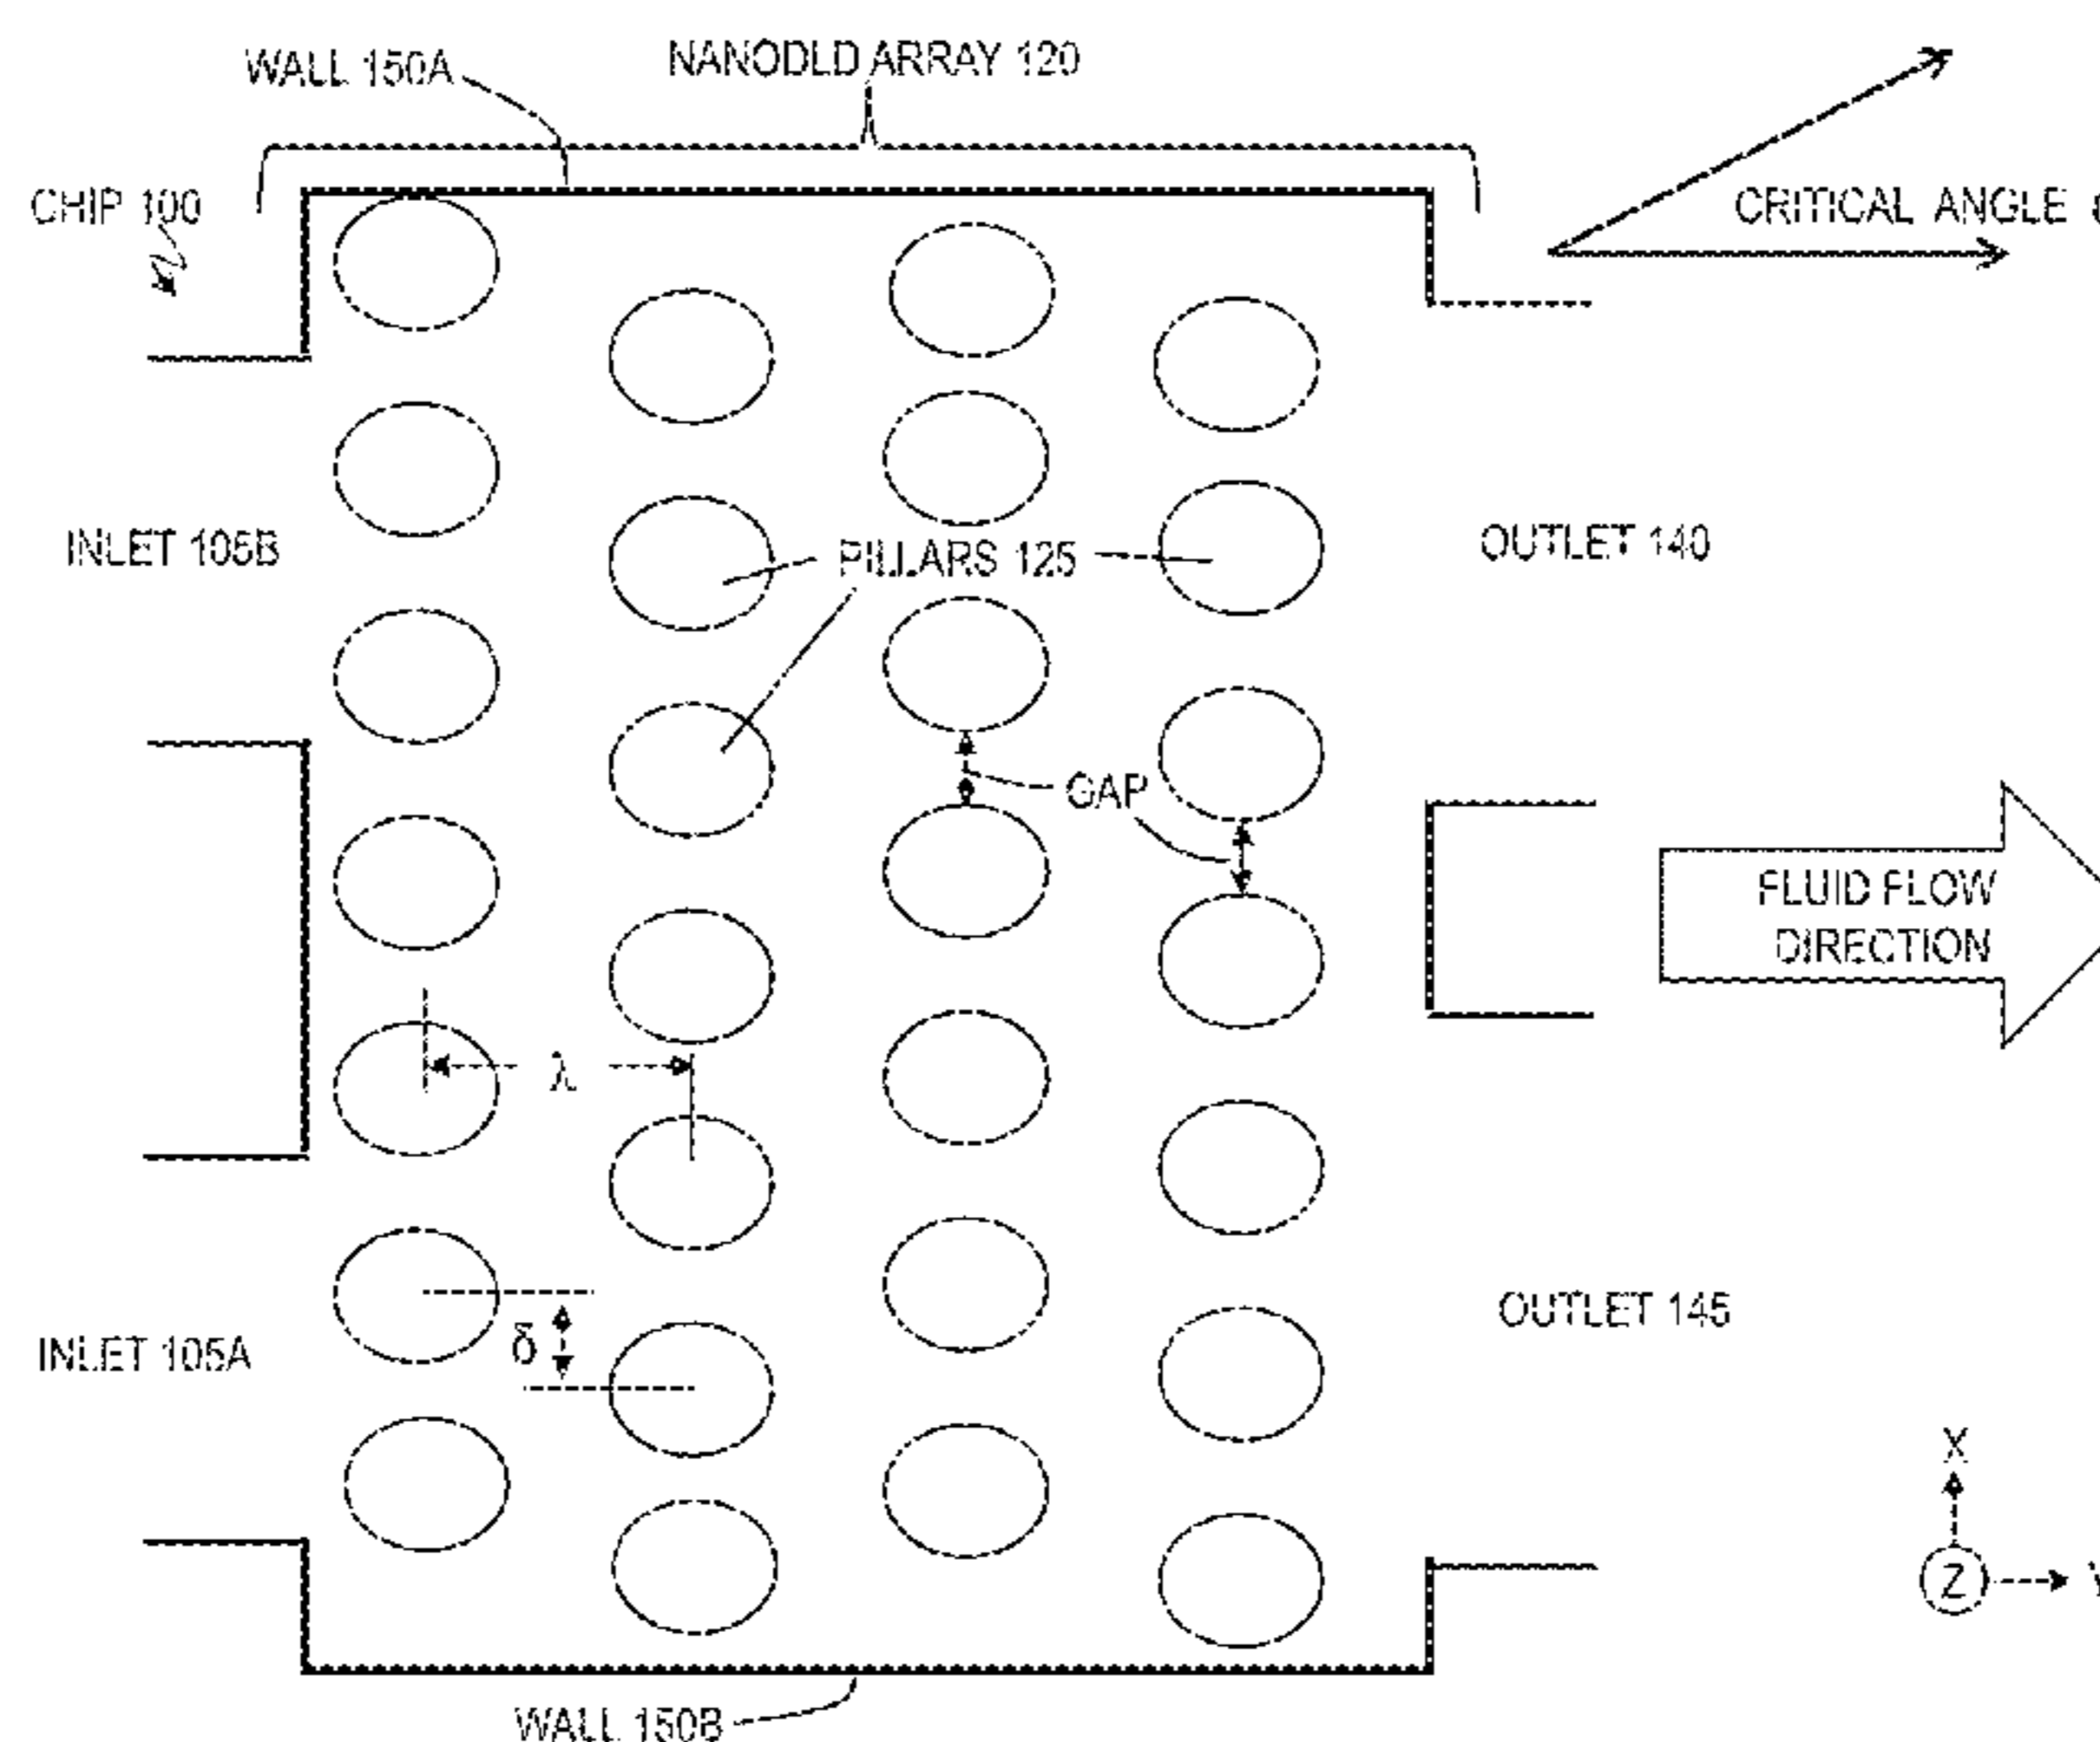 WALL 150A
NANODLD ARRAY 120
CHIP 100
CRITICAL ANGLE
INLET 105B
PILLARS 125
OUTLET 140
GAP
FLUID FLOW
DIRECTION
λ
δ
INLET 105A
OUTLET 145
X
Z
Y
WALL 150B